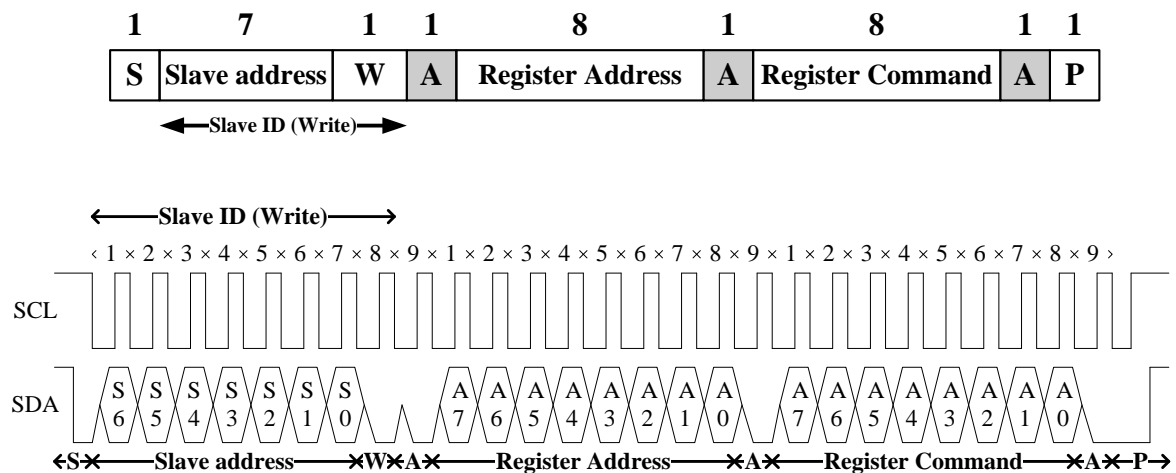 1 7 1 1 8 1 8 1 1
S Slave address W A Register Address A Register Command A P
Slave ID (Write)
Slave ID (Write)
‹ 1 × 2 × 3 × 4 × 5 × 6 × 7 × 8 × 9 × 1 × 2 × 3 × 4 × 5 × 6 × 7 × 8 × 9 × 1 × 2 × 3 × 4 × 5 × 6 × 7 × 8 × 9 ›
SCL
SDA S6 S5 S4 S3 S2 S1 S0 A7 A6 A5 A4 A3 A2 A1 A0 A7 A6 A5 A4 A3 A2 A1 A0
S Slave address W A Register Address A Register Command A P